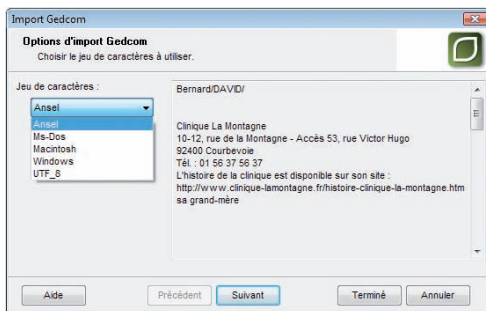 Import Gedcom
Options d'import Gedcom
Choisir le jeu de caractères à utiliser.
Jeu de caractères :
Ansel
Ansel
Ms-Dos
Macintosh
Windows
UTF_8
Bernard/DAVID/
Clinique La Montagne
10-12, rue de la Montagne - Accès 53, rue Victor Hugo
92400 Courbevoie
Tél. : 01 56 37 56 37
L'histoire de la clinique est disponible sur son site :
http://www.clinique-lamontagne.fr/histoire-clinique-la-montagne.htm
sa grand-mère
Aide
Précédent
Suivant
Terminé
Annuler